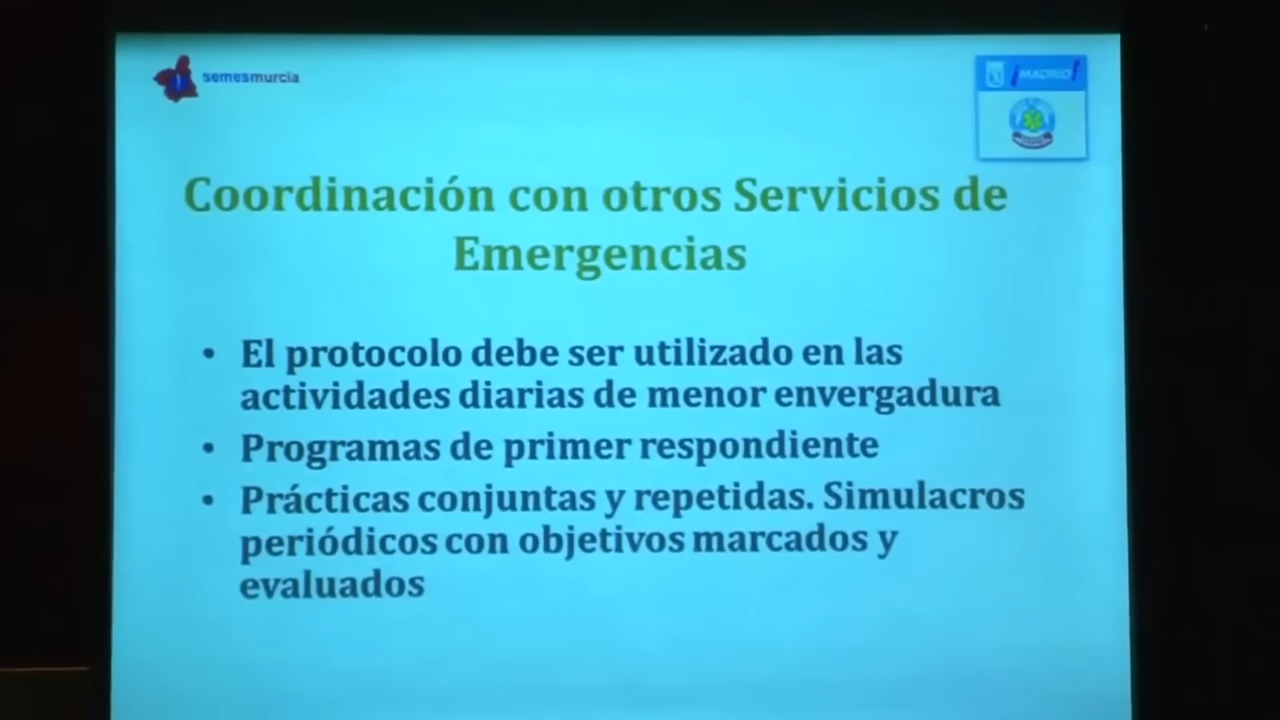 semesmurcia
¡MADRID!
Coordinación con otros Servicios de
Emergencias
• El protocolo debe ser utilizado en las
actividades diarias de menor envergadura
• Programas de primer respondiente
• Prácticas conjuntas y repetidas. Simulacros
periódicos con objetivos marcados y
evaluados